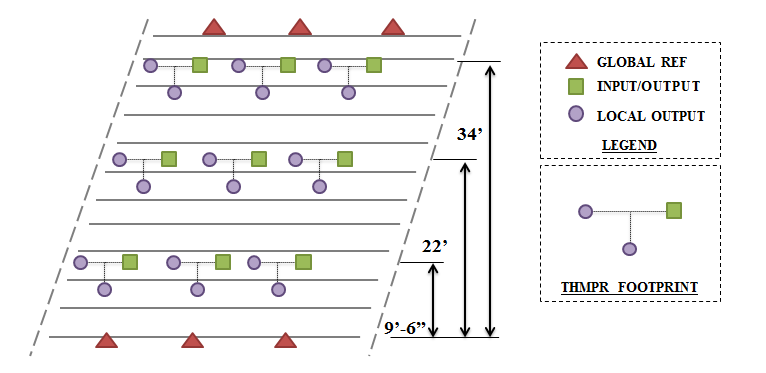 34’
22’
9’-6”
GLOBAL REF
INPUT/OUTPUT
LOCAL OUTPUT
LEGEND
THMPR FOOTPRINT